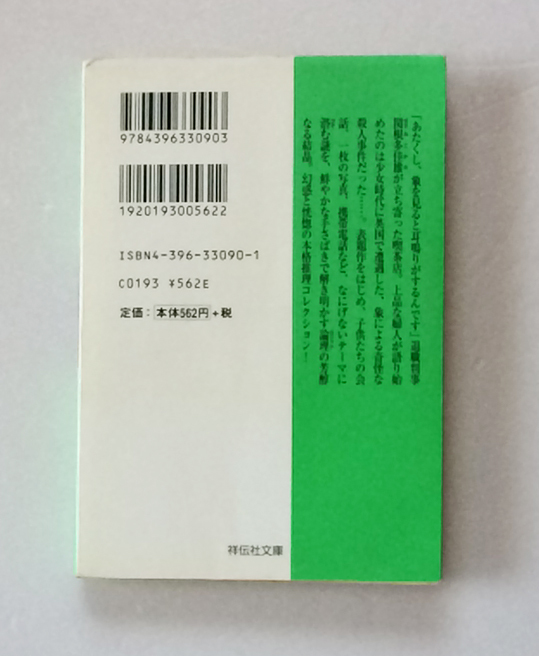 「あたくし、象を見ると耳鳴りがするんです」退職判事
関根多佳雄が立ち寄った喫茶店。上品な婦人が語り始
めたのは少女時代に英国で遭遇した、象による奇怪な
殺人事件だった……。表題作をはじめ、子供たちの会
話、一枚の写真、携帯電話など、なにげないテーマに
潜む謎を、鮮やかな手さばきで解き明かす論理の芳醇
なる結晶。幻惑と恍惚の本格推理コレクション!
9784396330903
1920193005622
ISBN4-396-33090-1
C0193 ¥562E
定価：本体562円+税
祥伝社文庫